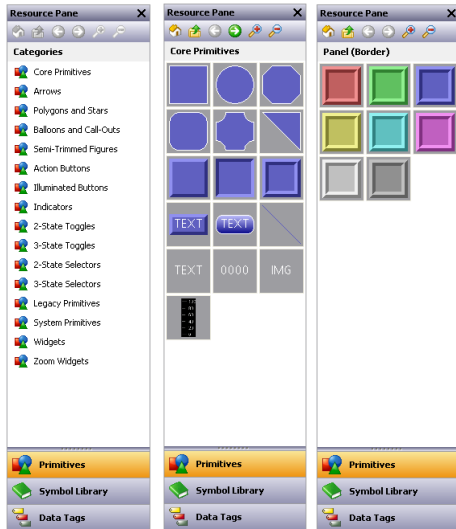 Resource Pane
Categories
Core Primitives
Arrows
Polygons and Stars
Balloons and Call-Outs
Semi-Trimmed Figures
Action Buttons
Illuminated Buttons
Indicators
2-State Toggles
3-State Toggles
2-State Selectors
3-State Selectors
Legacy Primitives
System Primitives
Widgets
Zoom Widgets
Primitives
Symbol Library
Data Tags
Resource Pane
Core Primitives
TEXT TEXT
TEXT 0000 IMG
Primitives
Symbol Library
Data Tags
Resource Pane
Panel (Border)
Primitives
Symbol Library
Data Tags